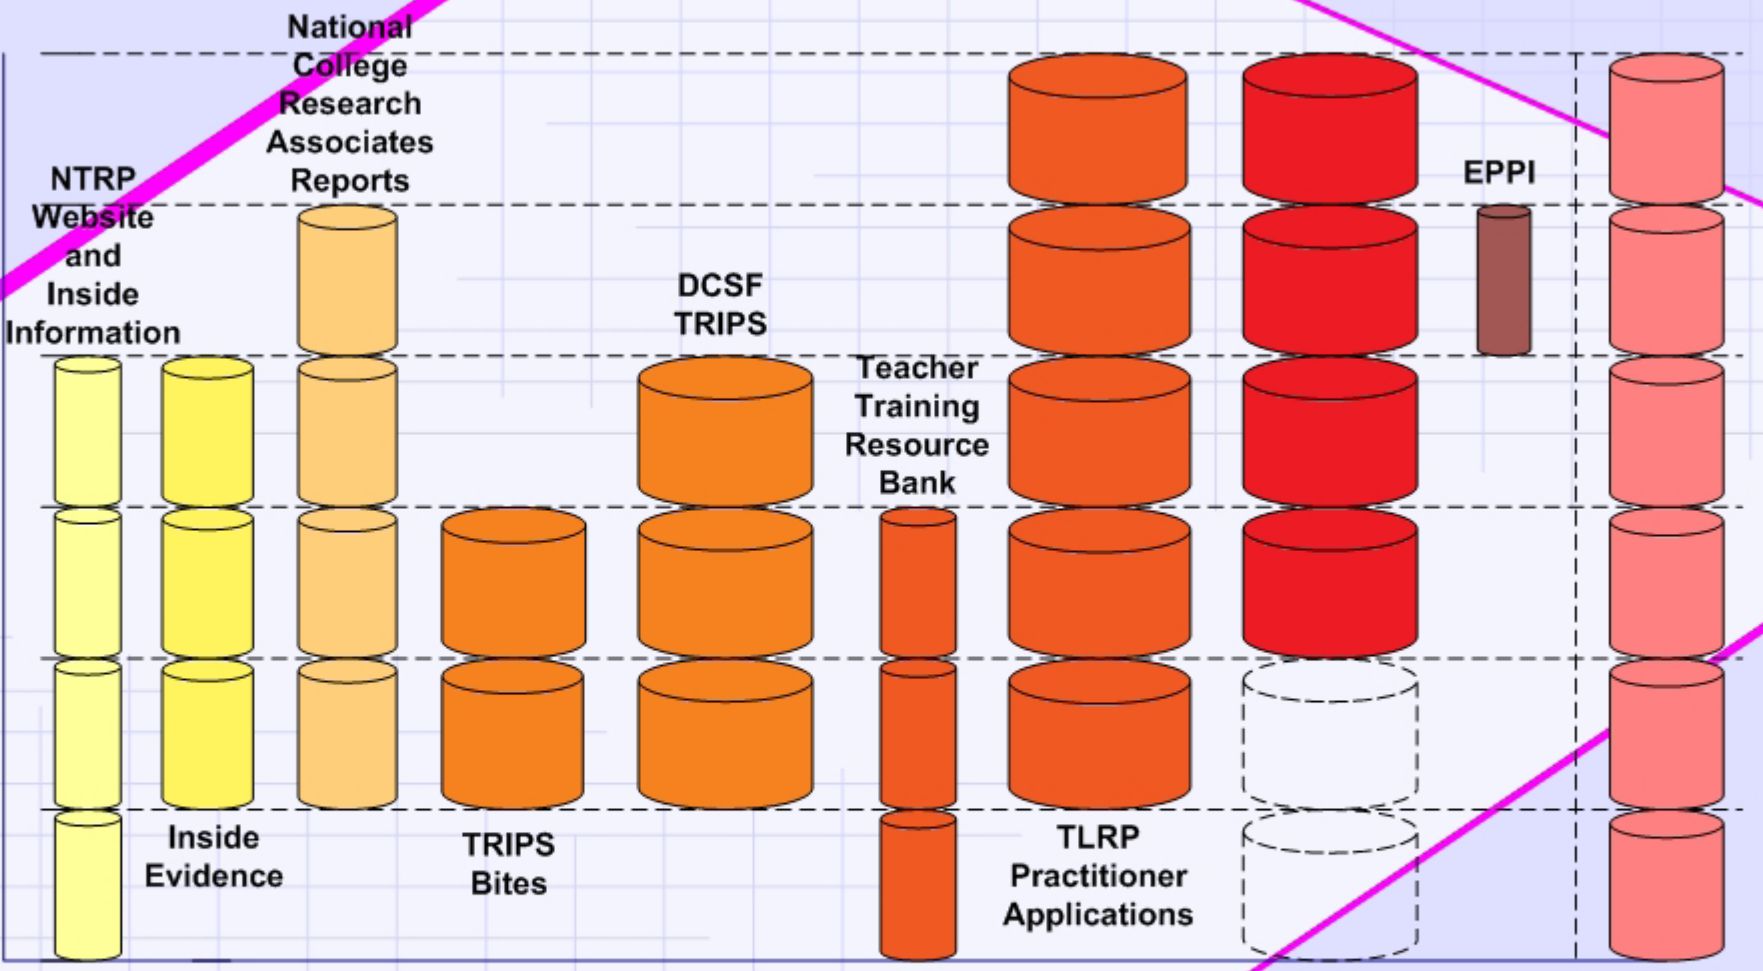 National
College
Research
Associates
Reports
NTRP
Website
and
Inside
Information
DCSF
TRIPS
Teacher
Training
Resource
Bank
EPPI
Inside
Evidence
TRIPS
Bites
TLRP
Practitioner
Applications